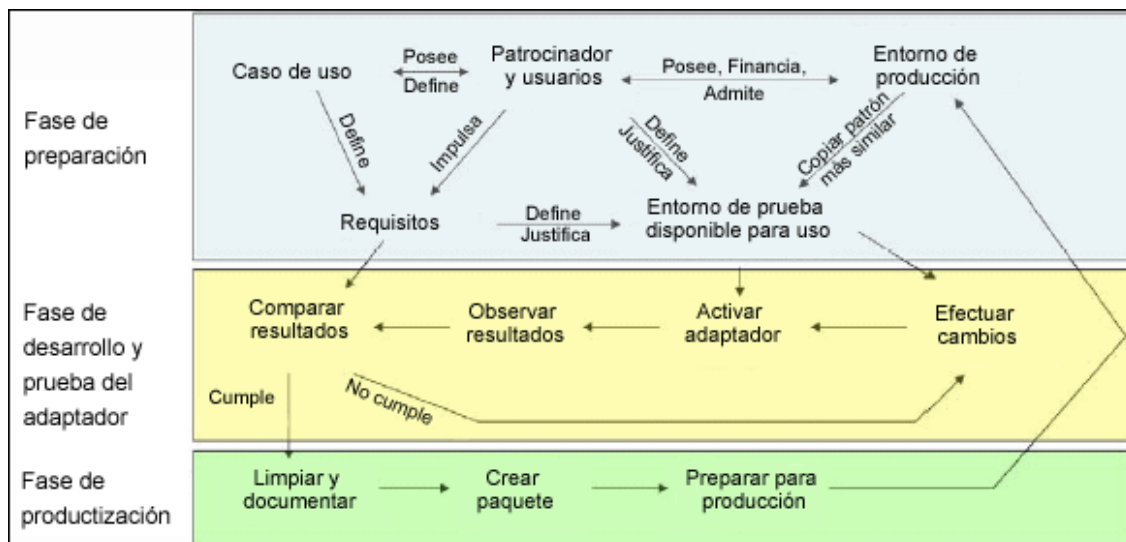 Fase de
preparación
Caso de uso
Posee
Define
Patrocinador
y usuarios
Posee, Financia,
Admite
Entorno de
producción
Define
Impulsa
Define
Justifica
Copiar patrón
más similar
Requisitos
Define
Justifica
Entorno de prueba
disponible para uso
Fase de
desarrollo y
prueba del
adaptador
Comparar
resultados
Observar
resultados
Activar
adaptador
Efectuar
cambios
Cumple
No cumple
Fase de
productización
Limpiar y
documentar
Crear
paquete
Preparar para
producción